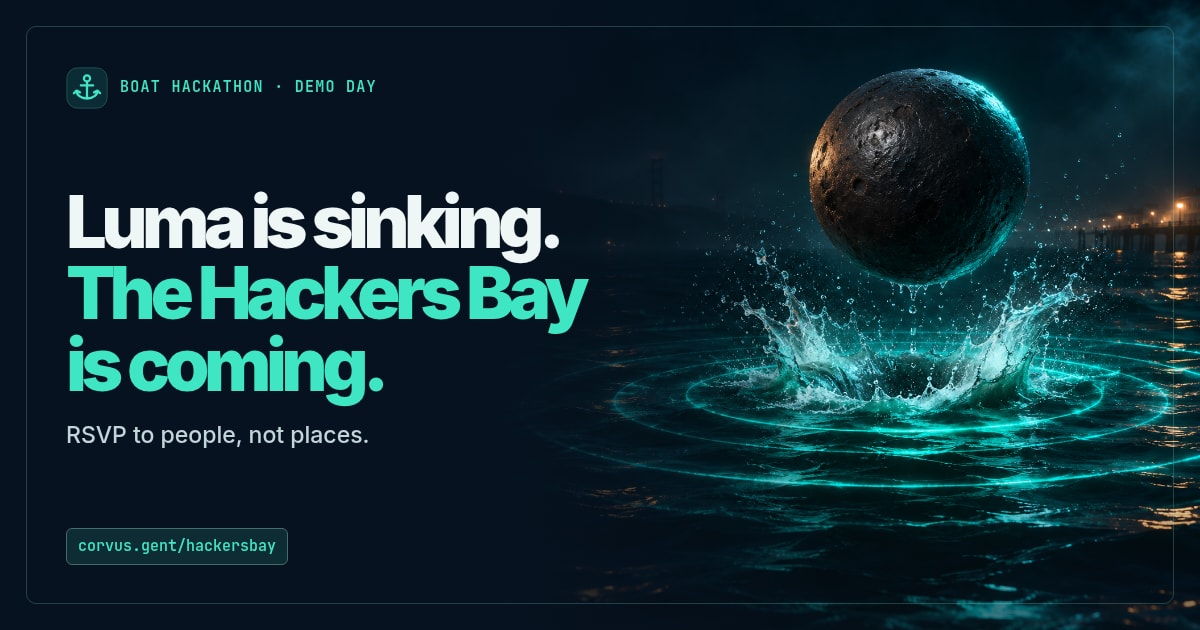 BOAT HACKATHON · DEMO DAY
Luma is sinking.
The Hackers Bay
is coming.
RSVP to people, not places.
corvus.gent/hackersbay